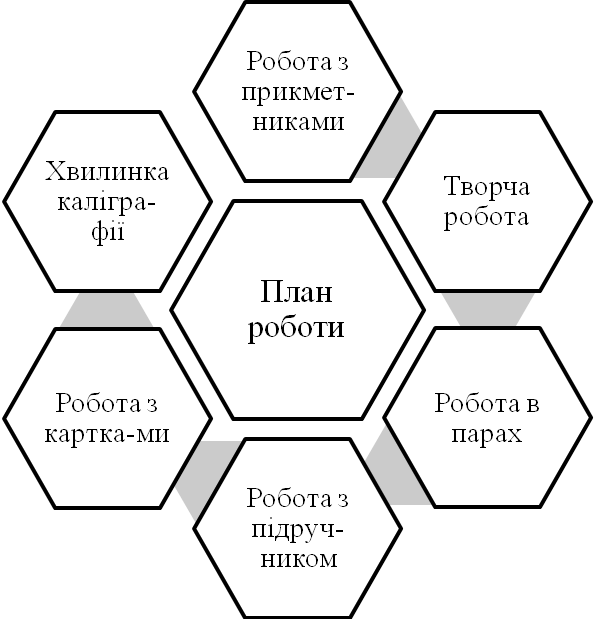 Робота з
прикмет-
никами
Хвилинка
калігра-
фії
Творча
робота
План
роботи
Робота з
картка-ми
Робота в
парах
Робота з
підруч-
ником